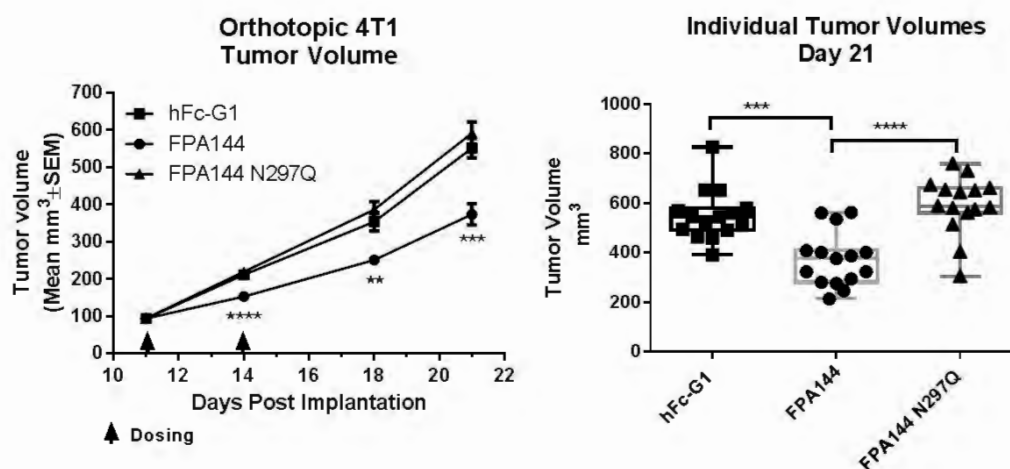 Orthotopic 4T1
Tumor Volume
Tumor volume
(Mean mm³±SEM)
700
600
500
400
300
200
100
0
hFc-G1
FPA144
FPA144 N297Q
****
**
***
10
12
14
16
18
20
22
Days Post Implantation
Dosing
Individual Tumor Volumes
Day 21
Tumor Volume
mm³
1000
800
600
400
200
0
***
****
hFc-G1
FPA144
FPA144 N297Q